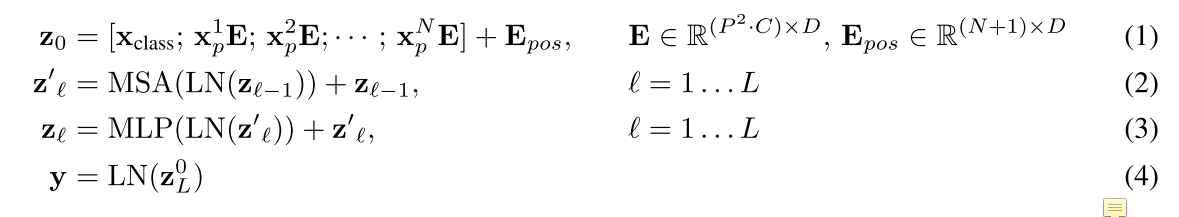 z_0 = [x_class; x_p^1 E; x_p^2 E; ⋯ ; x_p^N E] + E_pos, E ∈ ℝ^{(P^2·C)×D}, E_pos ∈ ℝ^{(N+1)×D} (1)
z′_ℓ = MSA(LN(z_{ℓ−1})) + z_{ℓ−1}, ℓ = 1 … L (2)
z_ℓ = MLP(LN(z′_ℓ)) + z′_ℓ, ℓ = 1 … L (3)
y = LN(z_L^0) (4)